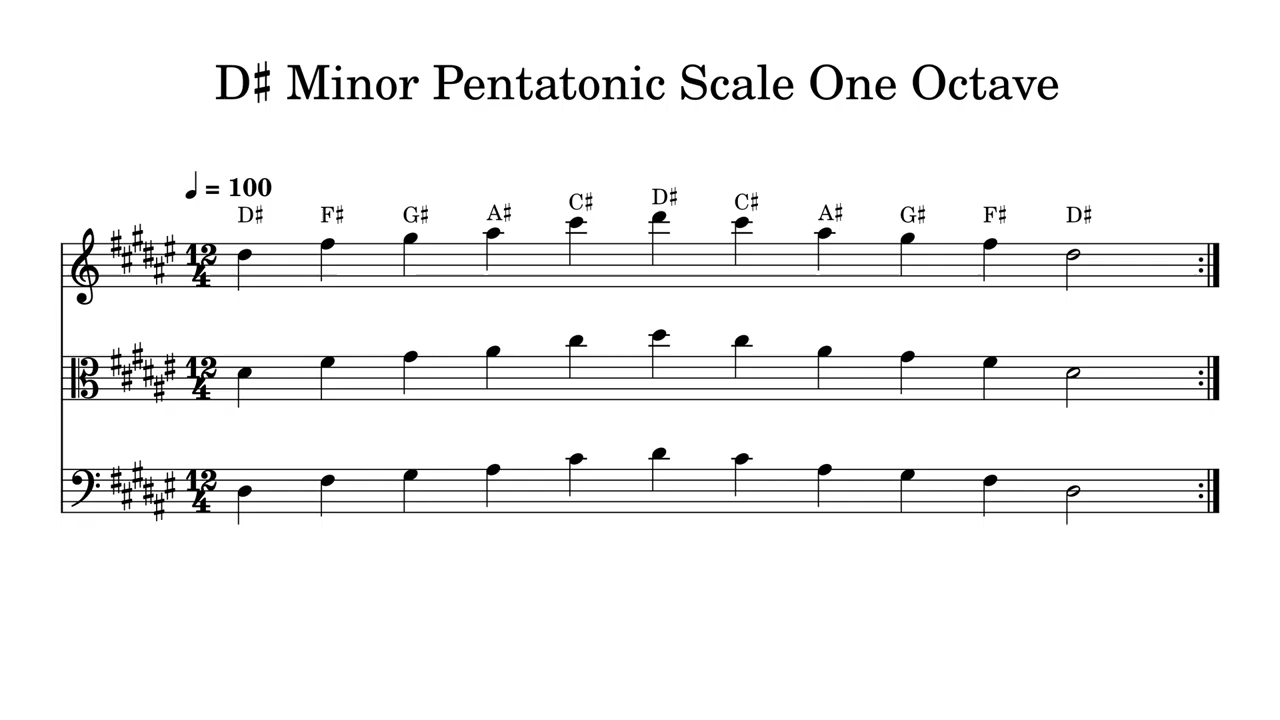 D♯ Minor Pentatonic Scale One Octave
♩ = 100
D♯ F♯ G♯ A♯ C♯ D♯ C♯ A♯ G♯ F♯ D♯
12
4
12
4
12
4